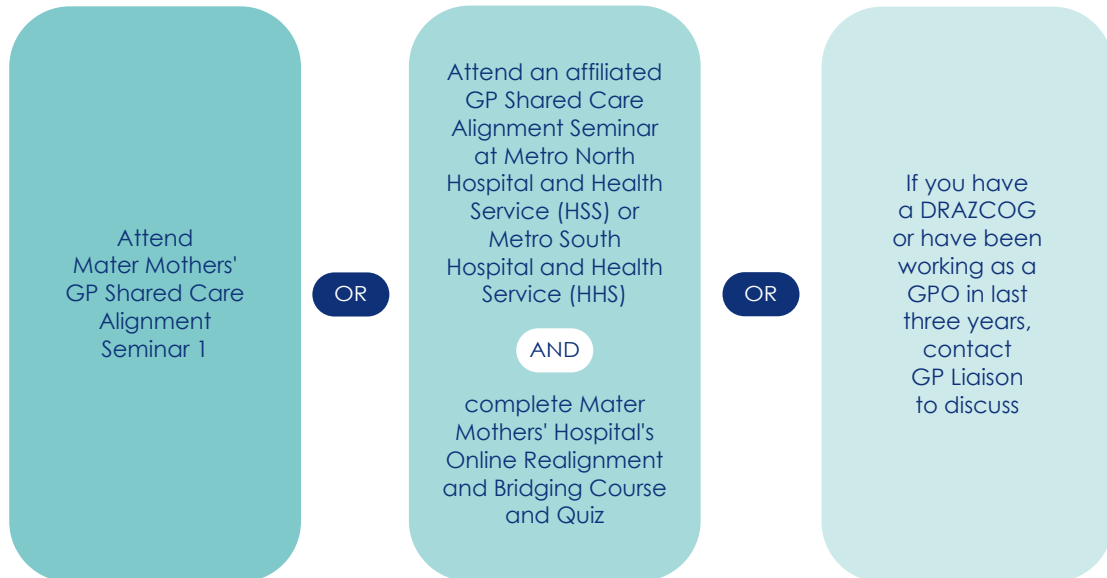 Attend
Mater Mothers'
GP Shared Care
Alignment
Seminar 1
OR
Attend an affiliated
GP Shared Care
Alignment Seminar
at Metro North
Hospital and Health
Service (HSS) or
Metro South
Hospital and Health
Service (HHS)
AND
complete Mater
Mothers' Hospital's
Online Realignment
and Bridging Course
and Quiz
OR
If you have
a DRAZCOG
or have been
working as a
GPO in last
three years,
contact
GP Liaison
to discuss